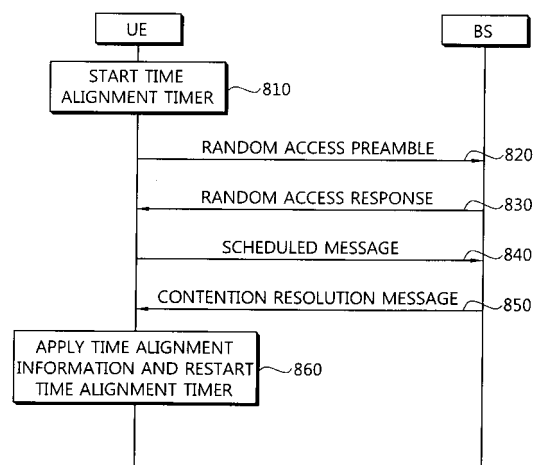 UE
BS
START TIME
ALIGNMENT TIMER
810
RANDOM ACCESS PREAMBLE
820
RANDOM ACCESS RESPONSE
830
SCHEDULED MESSAGE
840
CONTENTION RESOLUTION MESSAGE
850
APPLY TIME ALIGNMENT
INFORMATION AND RESTART
TIME ALIGNMENT TIMER
860